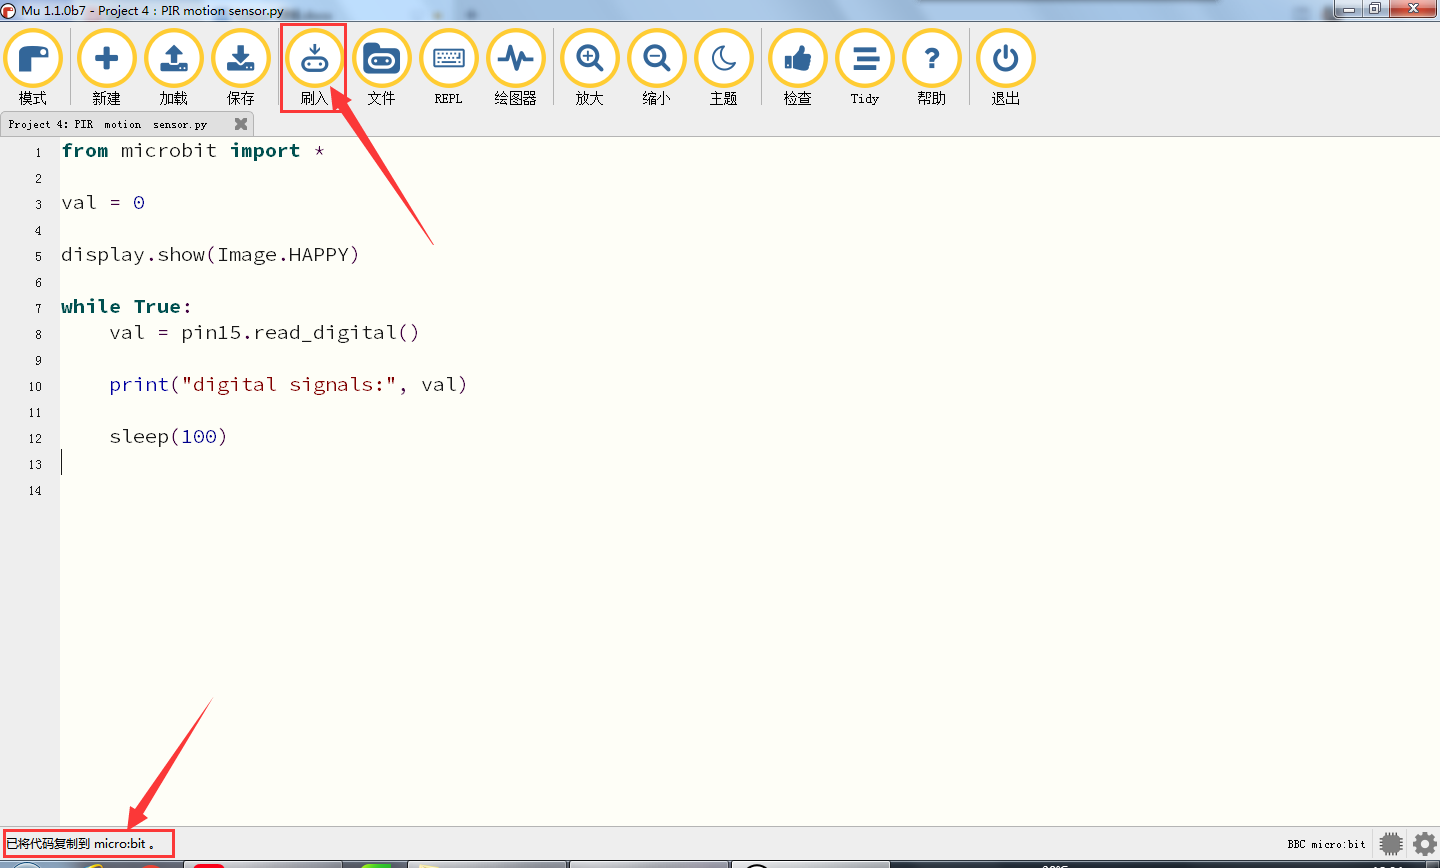 Mu 1.1.0b7 - Project 4 : PIR motion sensor.py
模式 新建 加载 保存 刷入 文件 REPL 绘图器 放大 缩小 主题 检查 Tidy 帮助 退出
Project 4: PIR motion sensor.py
1 from microbit import *
2
3 val = 0
4
5 display.show(Image.HAPPY)
6
7 while True:
8 val = pin15.read_digital()
9
10 print("digital signals:", val)
11
12 sleep(100)
13
14
已将代码复制到 micro:bit 。 BBC micro:bit